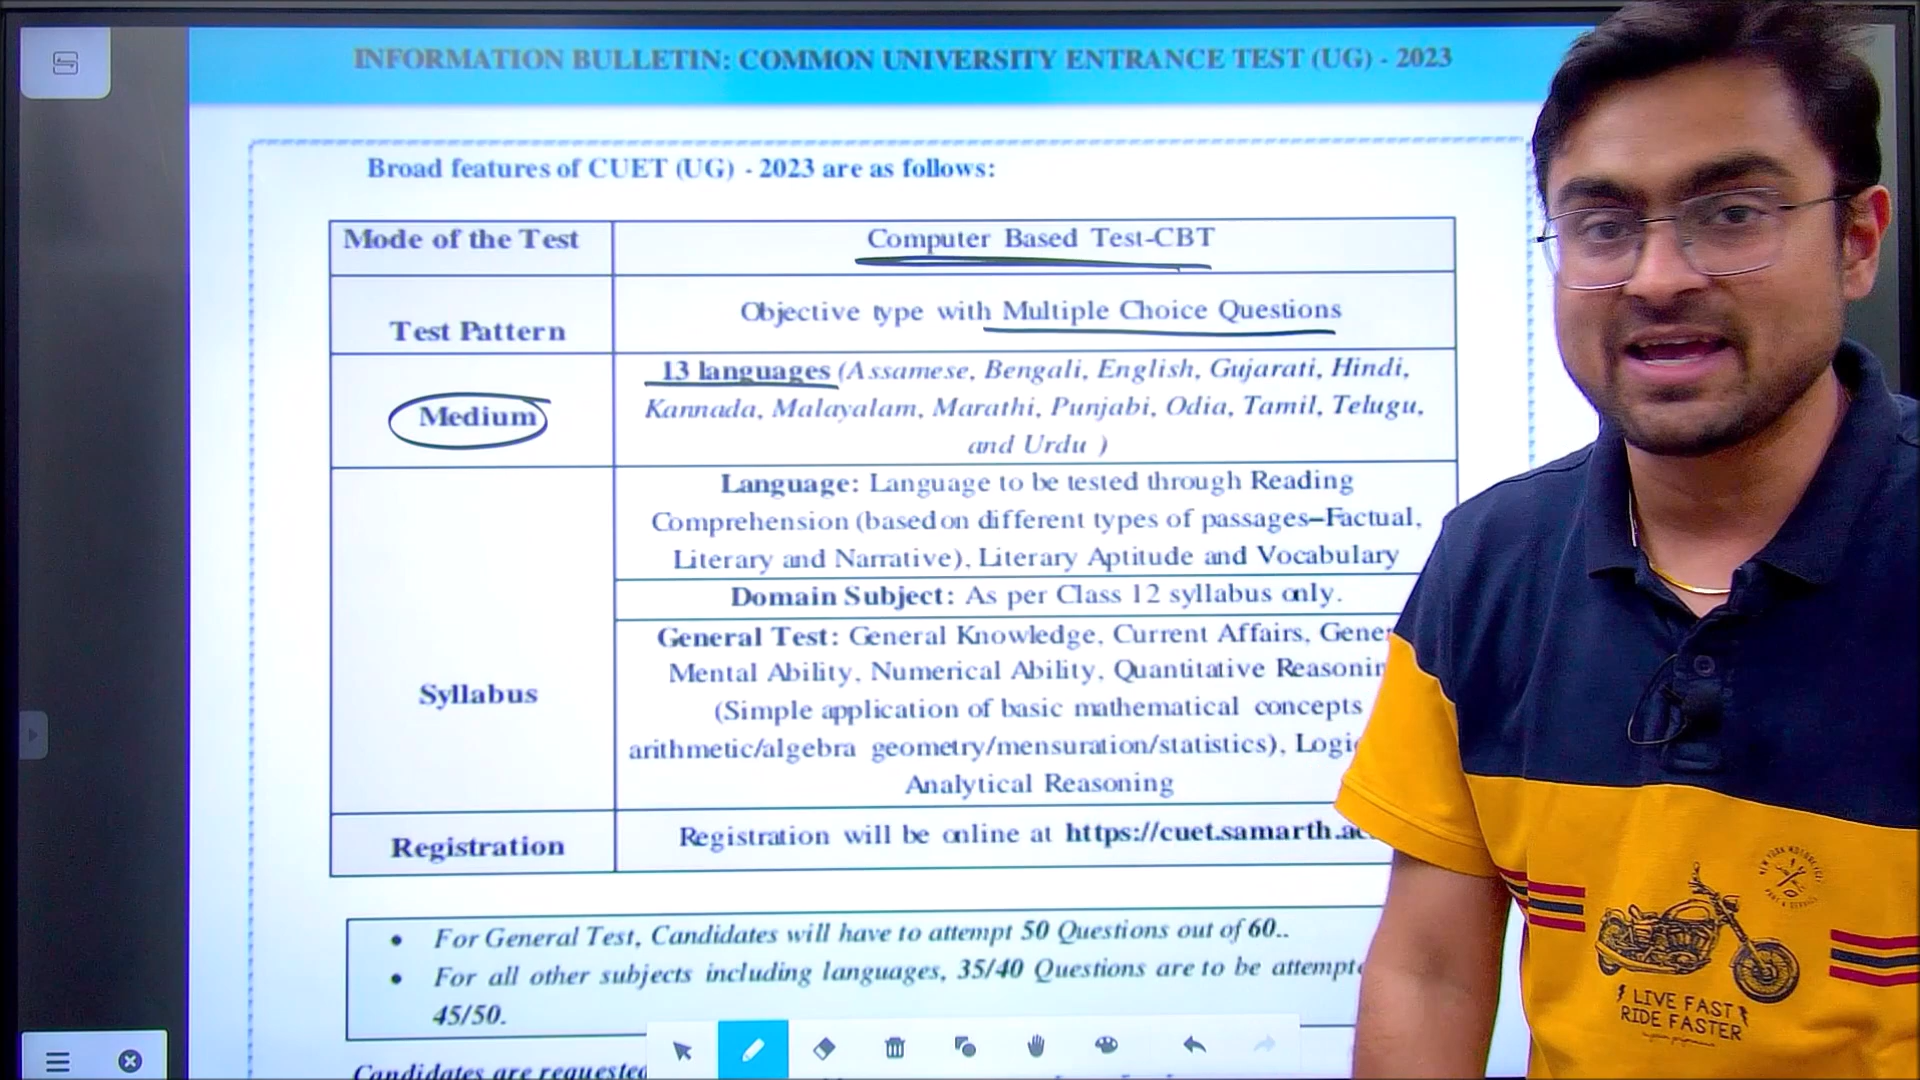 INFORMATION BULLETIN: COMMON UNIVERSITY ENTRANCE TEST (UG) - 2023
Broad features of CUET (UG) - 2023 are as follows:
Mode of the Test
Computer Based Test-CBT
Test Pattern
Objective type with Multiple Choice Questions
Medium
13 languages (Assamese, Bengali, English, Gujarati, Hindi,
Kannada, Malayalam, Marathi, Punjabi, Odia, Tamil, Telugu,
and Urdu )
Syllabus
Language: Language to be tested through Reading
Comprehension (based on different types of passages–Factual,
Literary and Narrative), Literary Aptitude and Vocabulary
Domain Subject: As per Class 12 syllabus only.
General Test: General Knowledge, Current Affairs,
Mental Ability, Numerical Ability, Quantitative
(Simple application of basic mathematical concepts
arithmetic/algebra geometry/mensuration/statistics),
Analytical Reasoning
Registration
Registration will be online at https://cuet.samarth.
For General Test, Candidates will have to attempt 50 Questions out of 60..
For all other subjects including languages, 35/40 Questions are to be
45/50.
Candidates are requested
NEW YORK MOTORCYCLE
LIVE FAST
RIDE FASTER